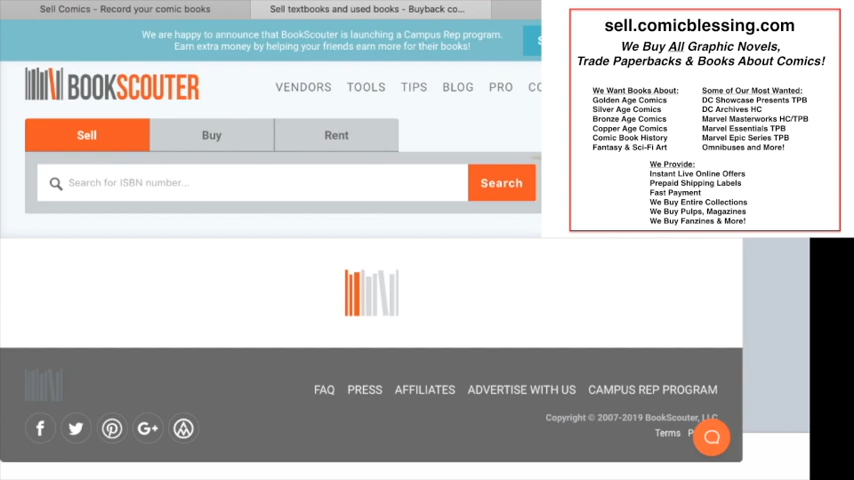 Sell Comics - Record your comic books
Sell textbooks and used books - Buyback co...
We are happy to announce that BookScouter is launching a Campus Rep program.
Earn extra money by helping your friends earn more for their books!
BOOKSCOUTER
VENDORS TOOLS TIPS BLOG PRO
Sell Buy Rent
Search for ISBN number...
Search
sell.comicblessing.com
We Buy All Graphic Novels,
Trade Paperbacks & Books About Comics!
We Want Books About:
Golden Age Comics
Silver Age Comics
Bronze Age Comics
Copper Age Comics
Comic Book History
Fantasy & Sci-Fi Art
Some of Our Most Wanted:
DC Showcase Presents TPB
DC Archives HC
Marvel Masterworks HC/TPB
Marvel Essentials TPB
Marvel Epic Series TPB
Omnibuses and More!
We Provide:
Instant Live Online Offers
Prepaid Shipping Labels
Fast Payment
We Buy Entire Collections
We Buy Pulps, Magazines
We Buy Fanzines & More!
FAQ PRESS AFFILIATES ADVERTISE WITH US CAMPUS REP PROGRAM
Copyright © 2007-2019 BookScouter, LLC
Terms